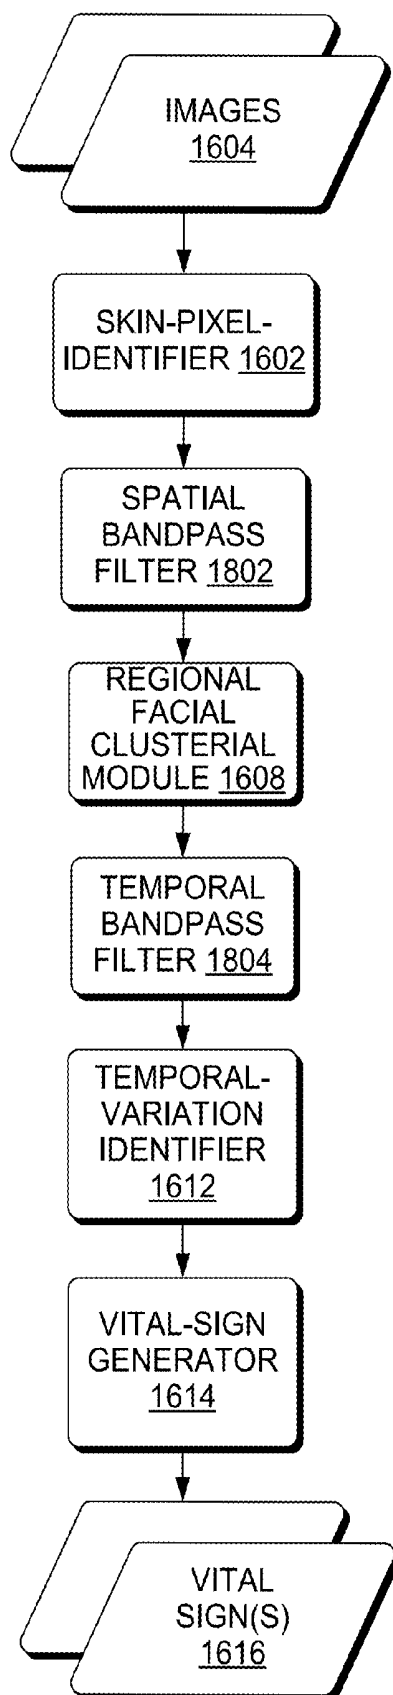 IMAGES
1604
SKIN-PIXEL-
IDENTIFIER 1602
SPATIAL
BANDPASS
FILTER 1802
REGIONAL
FACIAL
CLUSTERIAL
MODULE 1608
TEMPORAL
BANDPASS
FILTER 1804
TEMPORAL-
VARIATION
IDENTIFIER
1612
VITAL-SIGN
GENERATOR
1614
VITAL
SIGN(S)
1616